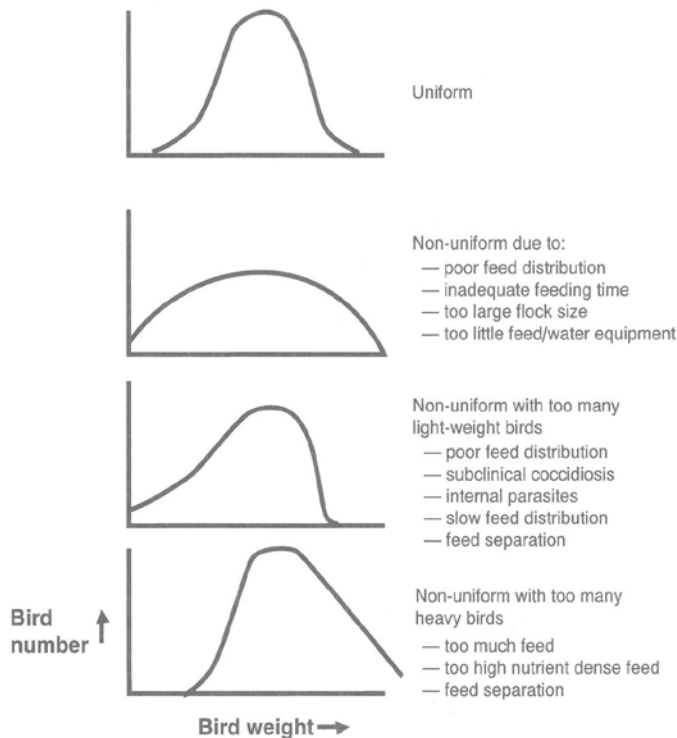 Uniform
Non-uniform due to:
— poor feed distribution
— inadequate feeding time
— too large flock size
— too little feed/water equipment
Non-uniform with too many
light-weight birds
— poor feed distribution
— subclinical coccidiosis
— internal parasites
— slow feed distribution
— feed separation
Non-uniform with too many
heavy birds
— too much feed
— too high nutrient dense feed
— feed separation
Bird
number
Bird weight